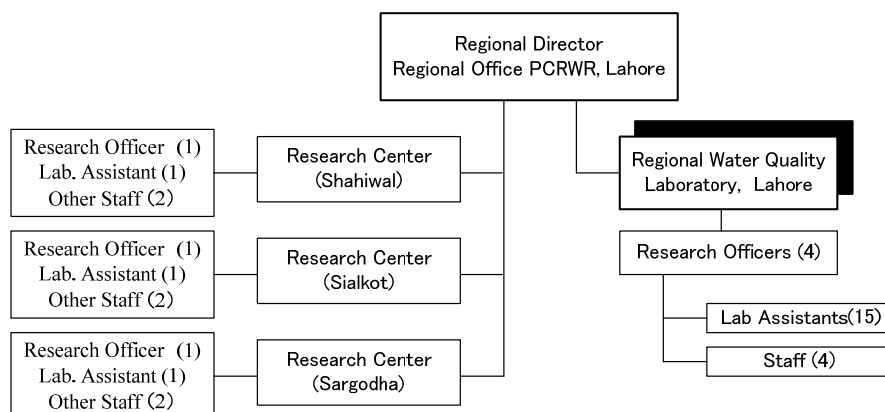 Regional Director
Regional Office PCRWR, Lahore
Research Officer (1)
Lab. Assistant (1)
Other Staff (2)
Research Center
(Shahiwal)
Regional Water Quality
Laboratory, Lahore
Research Officer (1)
Lab. Assistant (1)
Other Staff (2)
Research Center
(Sialkot)
Research Officers (4)
Lab Assistants(15)
Staff (4)
Research Officer (1)
Lab. Assistant (1)
Other Staff (2)
Research Center
(Sargodha)